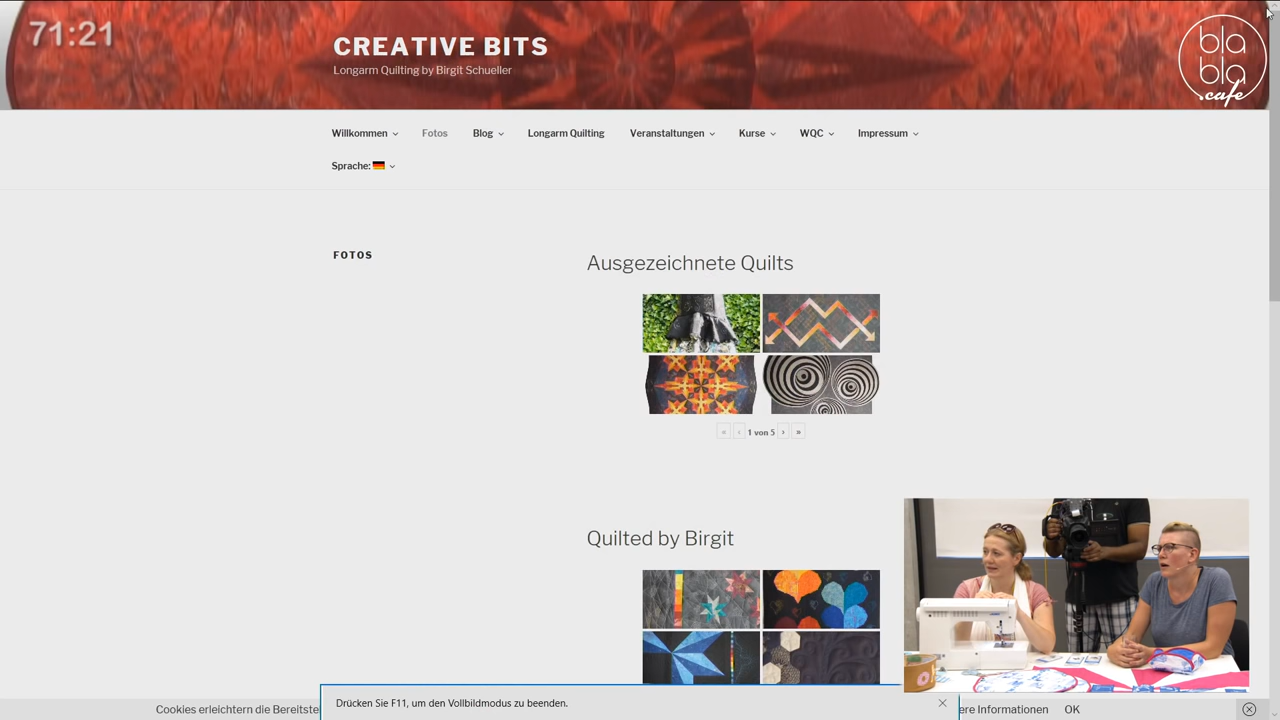 71:21
CREATIVE BITS
Longarm Quilting by Birgit Schueller
bla
bla
.cafe
Willkommen Fotos Blog Longarm Quilting Veranstaltungen Kurse WQC Impressum
Sprache:
FOTOS
Ausgezeichnete Quilts
« ‹ 1 von 5 › »
Quilted by Birgit
Drücken Sie F11, um den Vollbildmodus zu beenden.
Cookies erleichtern die Bereitste ere Informationen OK